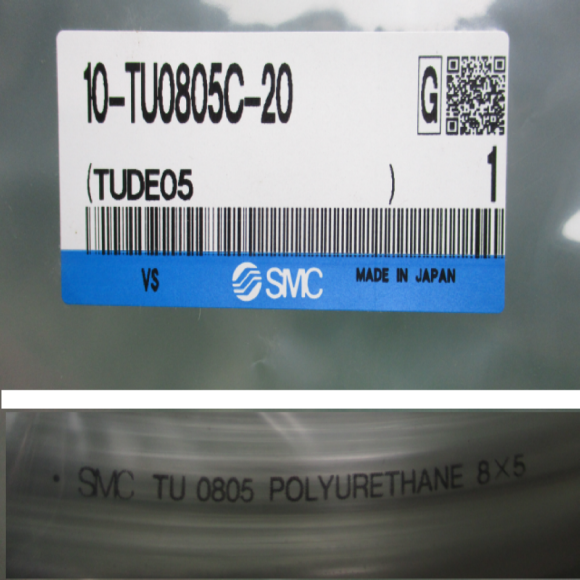 10-TU0805C-20
G
(TUDE05 )
1
VS SMC MADE IN JAPAN
• SMC TU 0805 POLYURETHANE 8×5